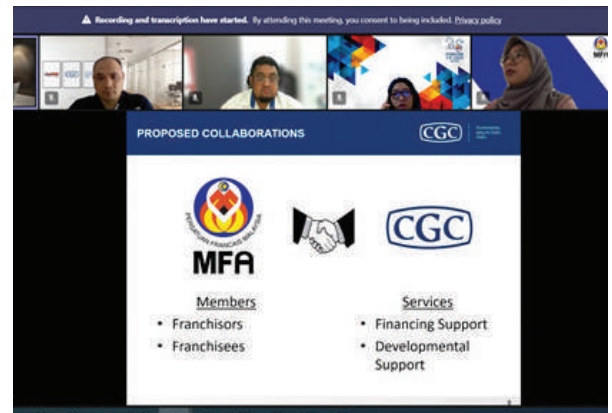 Recording and transcription have started. By attending this meeting, you consent to being included. Privacy policy
MFA
PROPOSED COLLABORATIONS
CGC
PERSATUAN FRANCAIS MALAYSIA
MFA
CGC
Members
• Franchisors
• Franchisees
Services
• Financing Support
• Developmental
Support